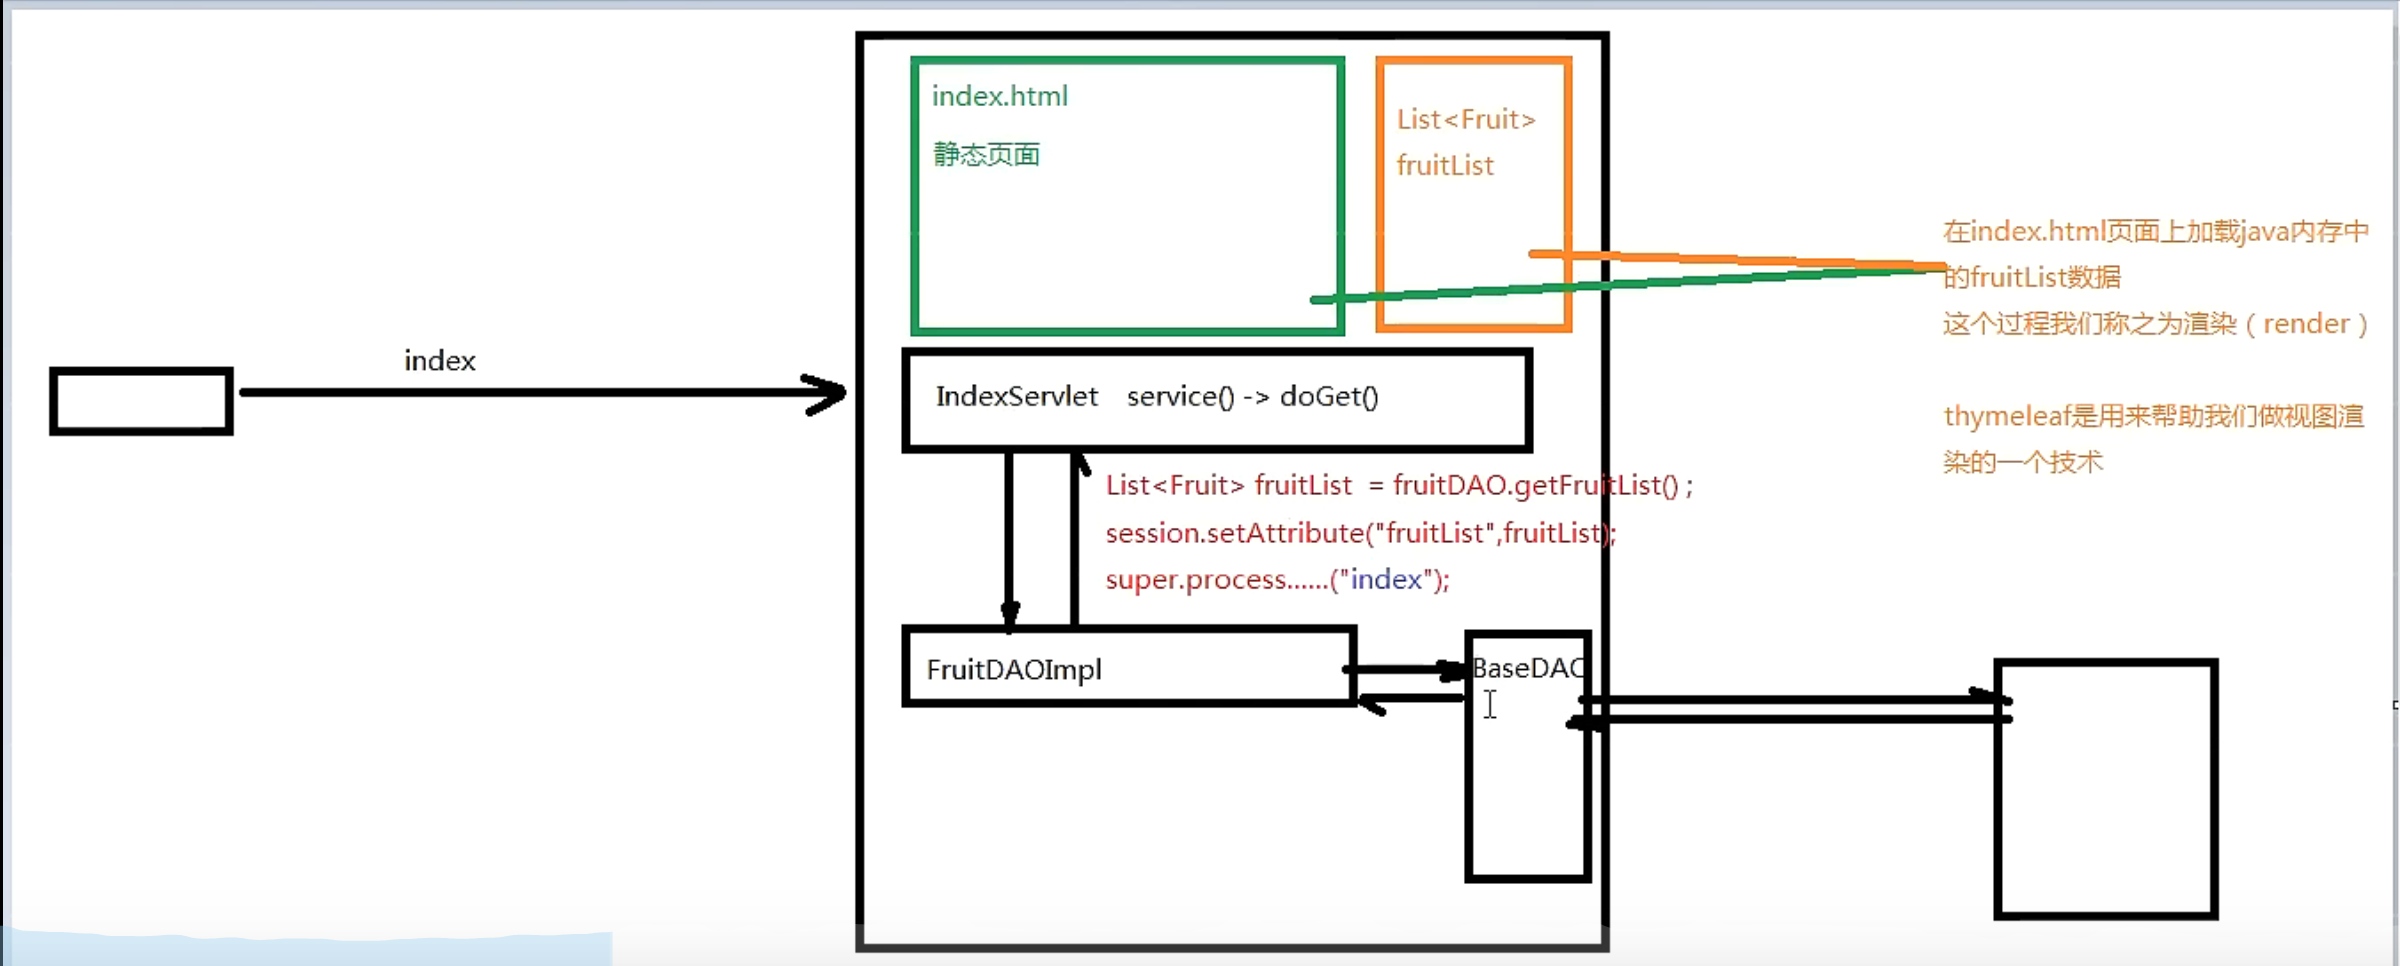 index.html
静态页面
List<Fruit>
fruitList
在index.html页面上加载java内存中
的fruitList数据
这个过程我们称之为渲染（render）
thymeleaf是用来帮助我们做视图渲
染的一个技术
index
IndexServlet service() -> doGet()
List<Fruit> fruitList = fruitDAO.getFruitList() ;
session.setAttribute("fruitList",fruitList);
super.process......("index");
FruitDAOImpl
BaseDAO